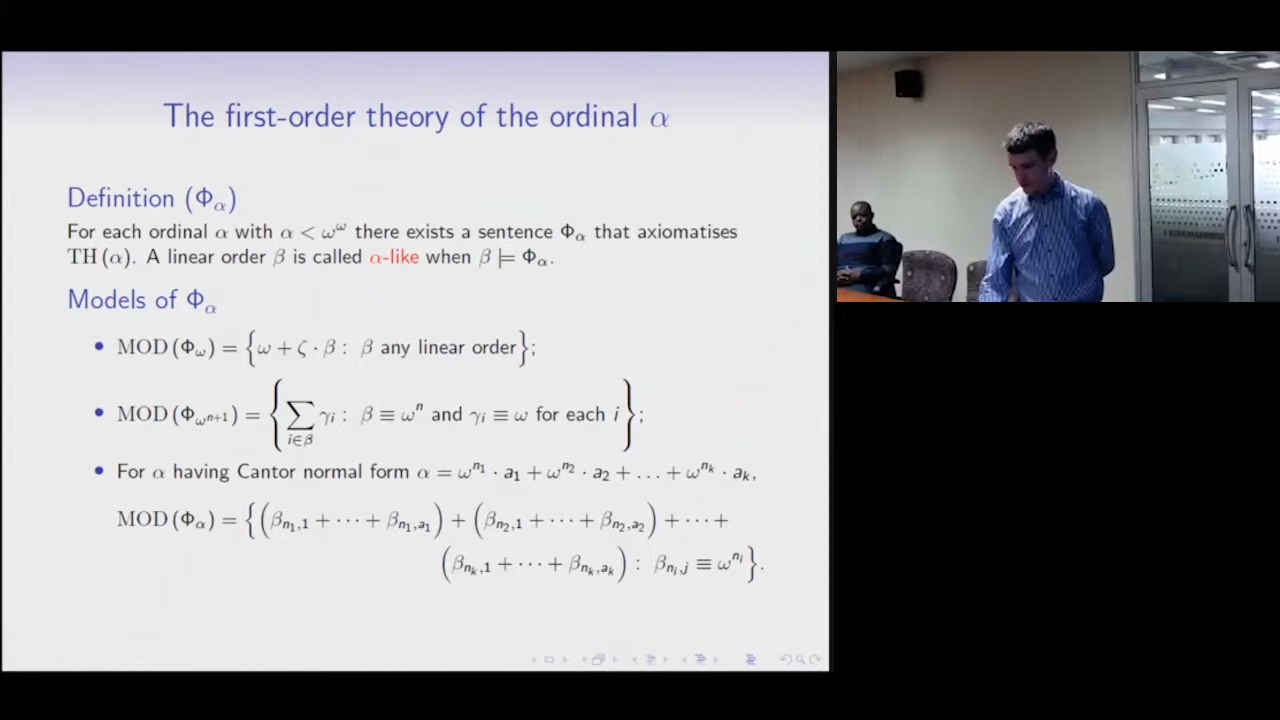 The first-order theory of the ordinal α
Definition (Φ_α)
For each ordinal α with α < ω^ω there exists a sentence Φ_α that axiomatises
TH (α). A linear order β is called α-like when β ⊨ Φ_α.
Models of Φ_α
• MOD (Φ_ω) = {ω + ζ · β : β any linear order};
• MOD (Φ_{ω^{n+1}}) = {∑_{i∈β} γ_i : β ≡ ω^n and γ_i ≡ ω for each i};
• For α having Cantor normal form α = ω^{n_1} · a_1 + ω^{n_2} · a_2 + … + ω^{n_k} · a_k,
MOD (Φ_α) = {(β_{n_1,1} + ⋯ + β_{n_1,a_1}) + (β_{n_2,1} + ⋯ + β_{n_2,a_2}) + ⋯ +
(β_{n_k,1} + ⋯ + β_{n_k,a_k}) : β_{n_i,j} ≡ ω^{n_i}}.